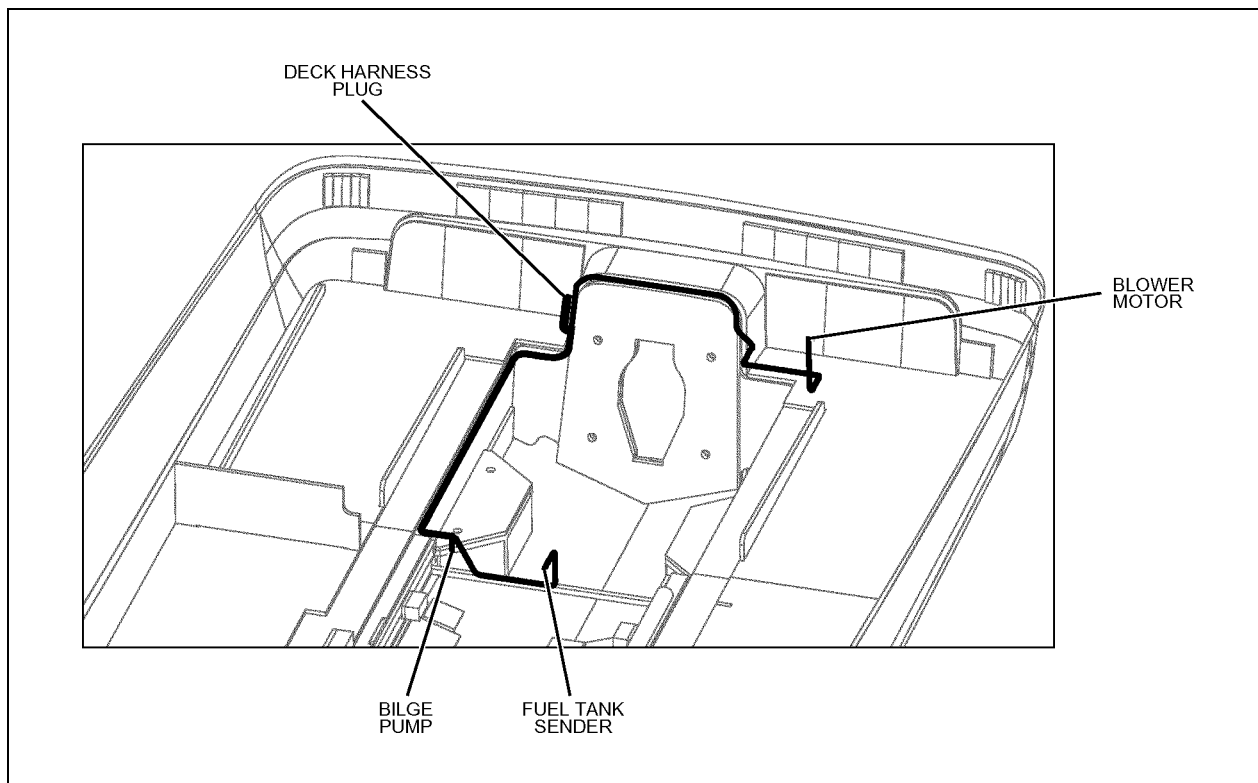 DECK HARNESS
PLUG
BLOWER
MOTOR
BILGE
PUMP
FUEL TANK
SENDER